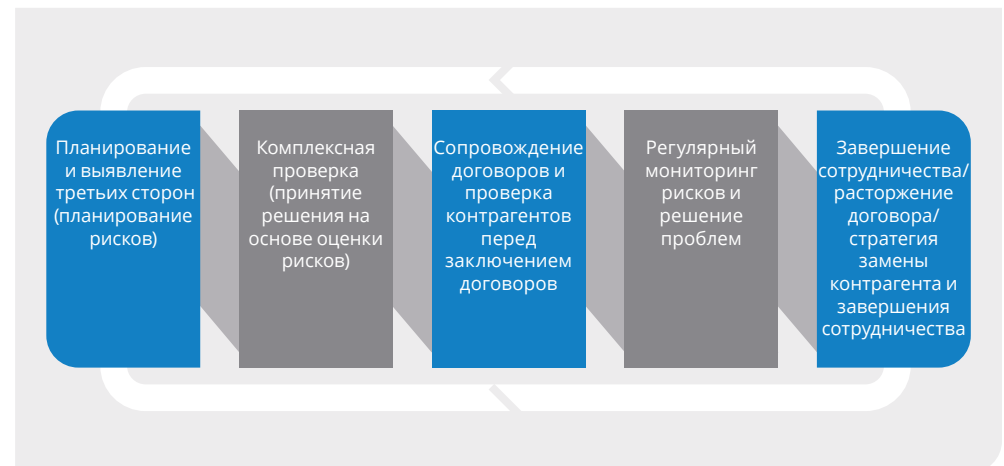 Планирование
и выявление
третьих сторон
(планирование
рисков)
Комплексная
проверка
(принятие
решения на
основе оценки
рисков)
Сопровождение
договоров и
проверка
контрагентов
перед
заключением
договоров
Регулярный
мониторинг
рисков и
решение
проблем
Завершение
сотрудничества/
расторжение
договора/
стратегия
замены
контрагента и
завершения
сотрудничества